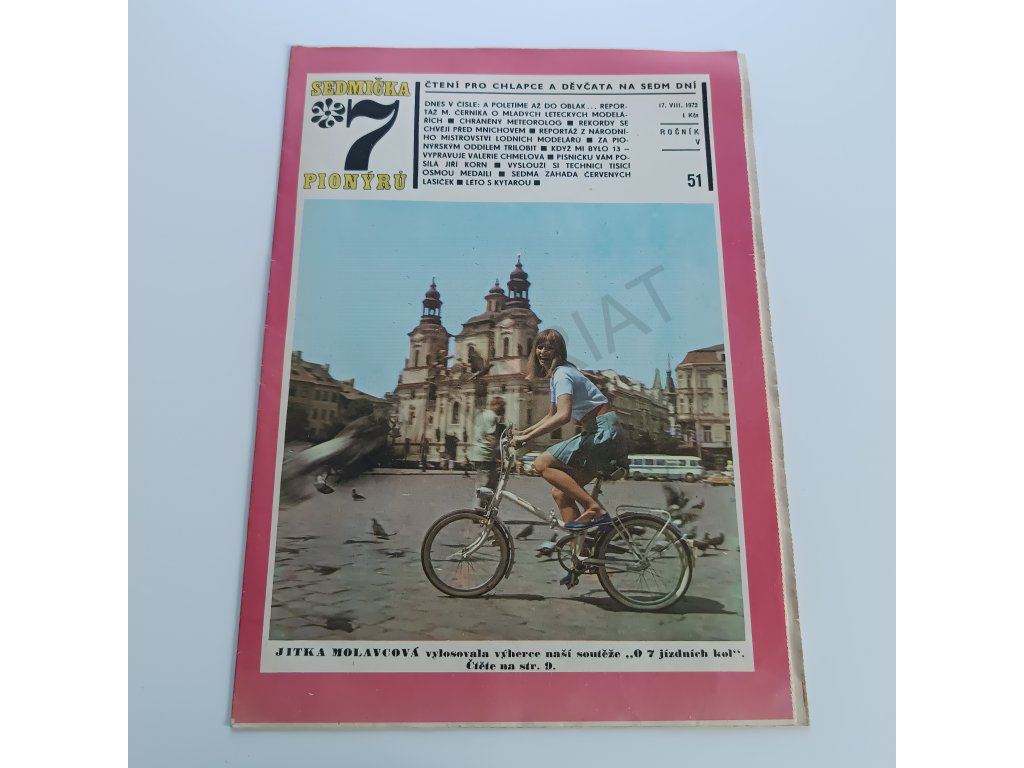 SEDMIČKA
7
PIONÝRŮ
ČTENÍ PRO CHLAPCE A DĚVČATA NA SEDM DNÍ
DNES V ČÍSLE: A POLETIME AŽ DO OBLAK... REPOR-
TÁŽ M. ČERNÍKA O MLADÝCH LETECKÝCH MODELÁ-
ŘÍCH ■ CHRÁNĚNÝ METEOROLOG ■ REKORDY SE
CHVĚJÍ PŘED MNICHOVEM ■ REPORTÁŽ Z NÁRODNÍ-
HO MISTROVSTVÍ LODNÍCH MODELÁŘŮ ■ ZA PIO-
NÝRSKÝM ODDÍLEM TRILOBIT ■ KDYŽ MI BYLO 13 –
VYPRAVUJE VALERIE CHMELOVÁ ■ PÍSNIČKU VÁM PO-
SÍLÁ JIŘÍ KORN ■ VYSLOUŽÍ SI TECHNICI TISÍCÍ
OSMOU MEDAILI ■ SEDMÁ ZÁHADA ČERVENÝCH
LASIČEK ■ LÉTO S KYTAROU ■
17. VIII. 1972
1 Kčs
ROČNÍK
V
51
RIAT
JITKA MOLAVCOVÁ vylosovala výherce naší soutěže „O 7 jízdních kol“.
Čtěte na str. 9.